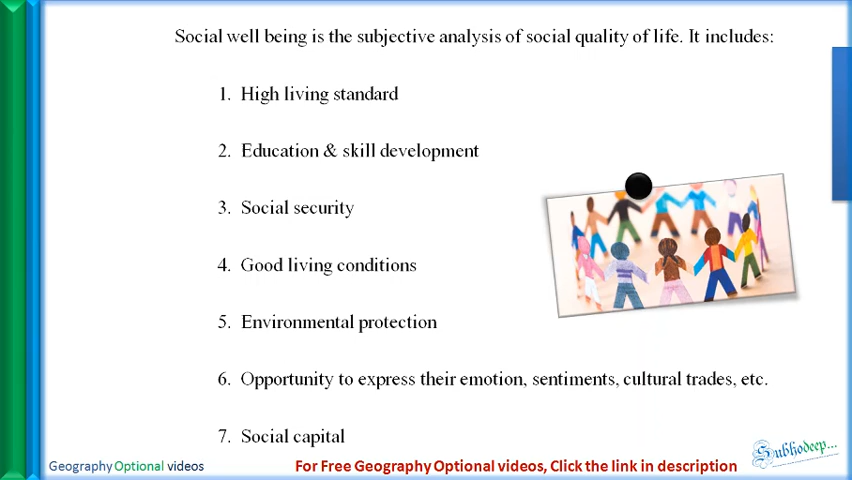 Social well being is the subjective analysis of social quality of life. It includes:
1. High living standard
2. Education & skill development
3. Social security
4. Good living conditions
5. Environmental protection
6. Opportunity to express their emotion, sentiments, cultural trades, etc.
7. Social capital
Subhodeep...
Geography Optional videos
For Free Geography Optional videos, Click the link in description